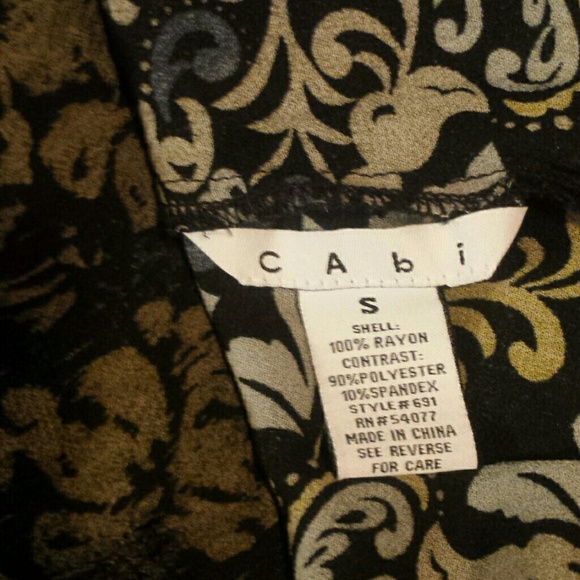 CAbi
S
SHELL:
100% RAYON
CONTRAST:
90%POLYESTER
10%SPANDEX
STYLE#691
RN#54077
MADE IN CHINA
SEE REVERSE
FOR CARE